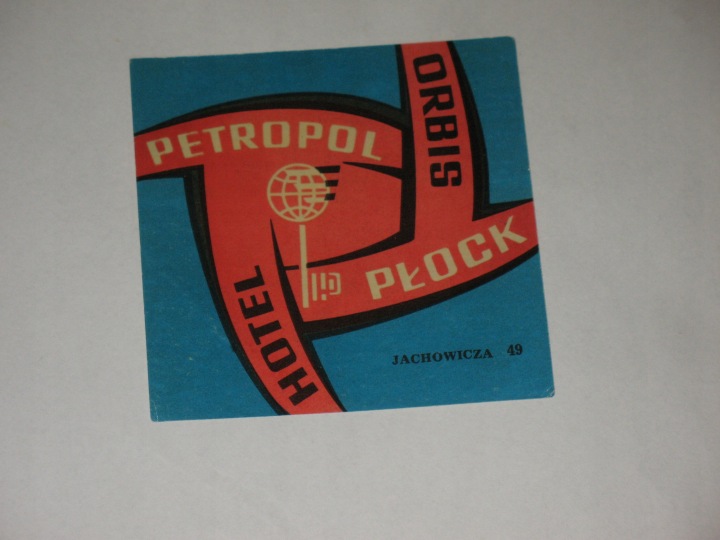 PETROPOL
ORBIS
HOTEL
PŁOCK
JACHOWICZA 49